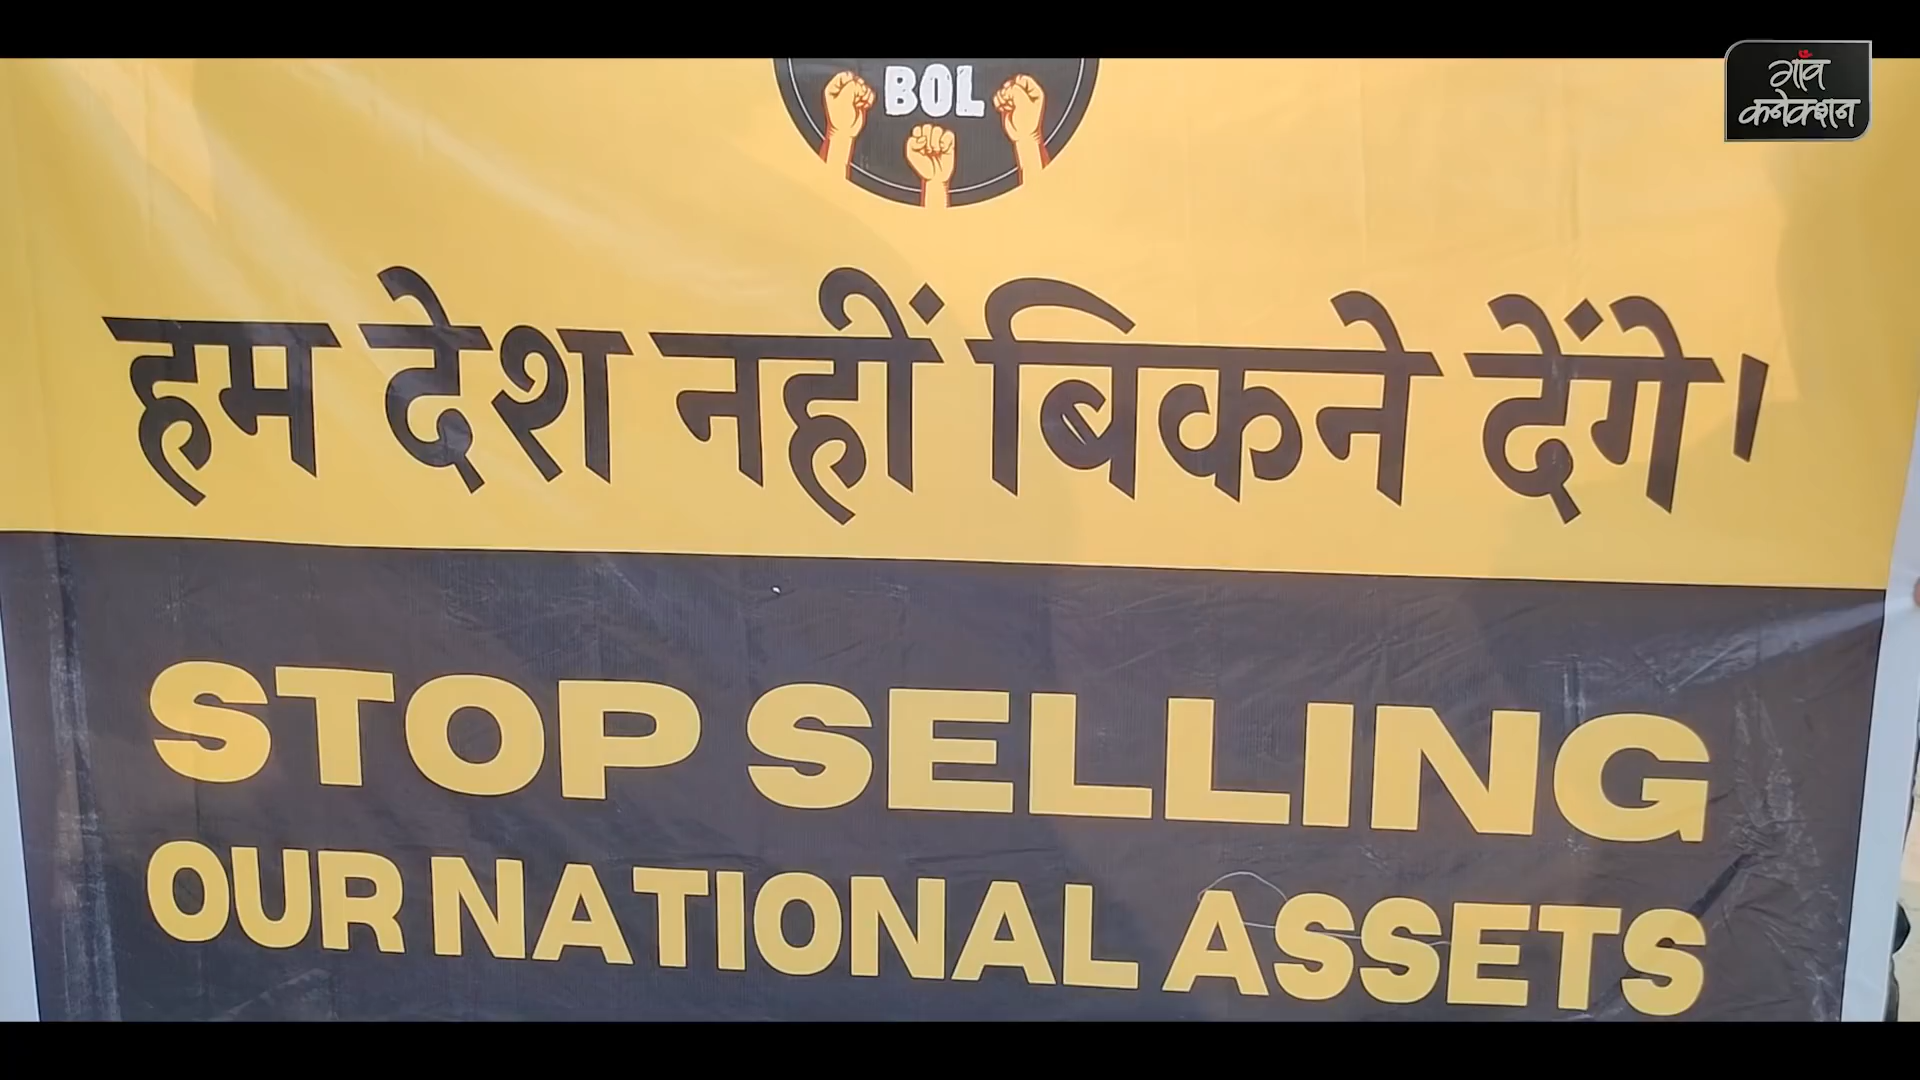 BOL
गाँव
कनेक्शन
हम देश नहीं बिकने देंगे'
STOP SELLING
OUR NATIONAL ASSETS